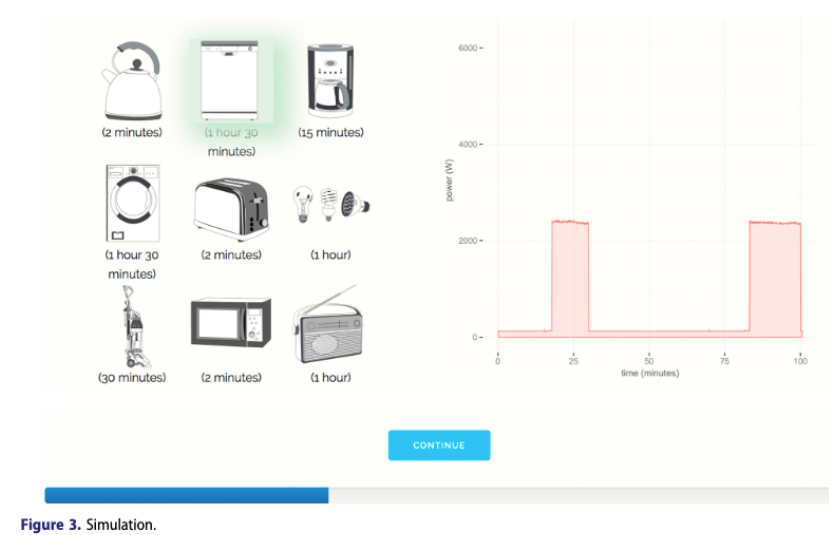 (2 minutes)
(1 hour 30
minutes)
(15 minutes)
(1 hour 30
minutes)
(2 minutes)
(1 hour)
(30 minutes)
(2 minutes)
(1 hour)
6000
4000
2000
0
power (W)
0 25 50 75 100
time (minutes)
CONTINUE
Figure 3. Simulation.